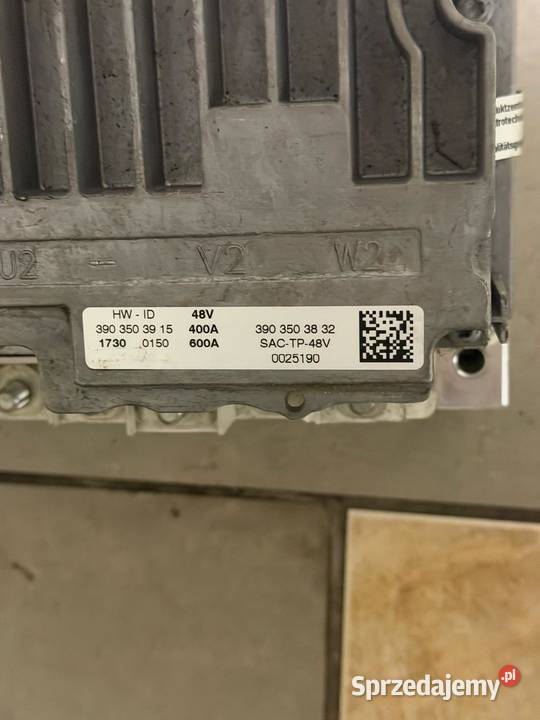 U2 - V2 W2
HW - ID 48V
390 350 39 15 400A 390 350 38 32
1730 0150 600A SAC-TP-48V
0025190
Sprzedajemy.pl